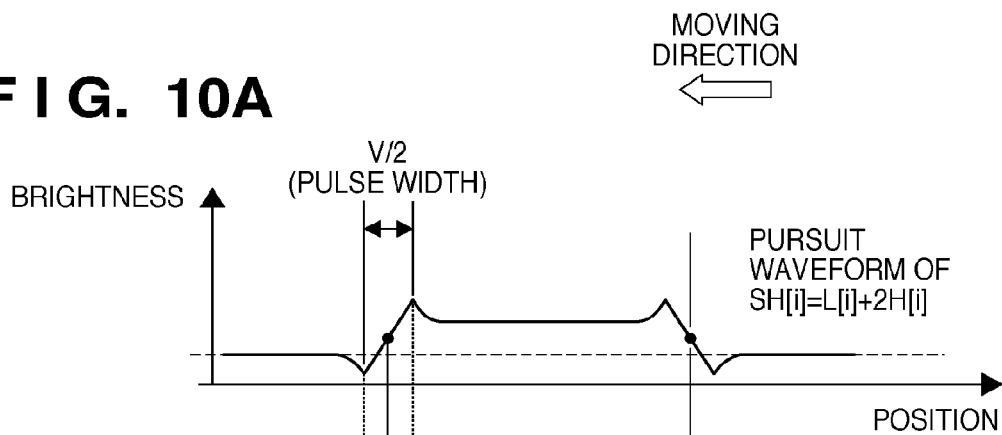 MOVING
DIRECTION
F I G. 10A
V/2
(PULSE WIDTH)
BRIGHTNESS
PURSUIT
WAVEFORM OF
SH[i]=L[i]+2H[i]
POSITION